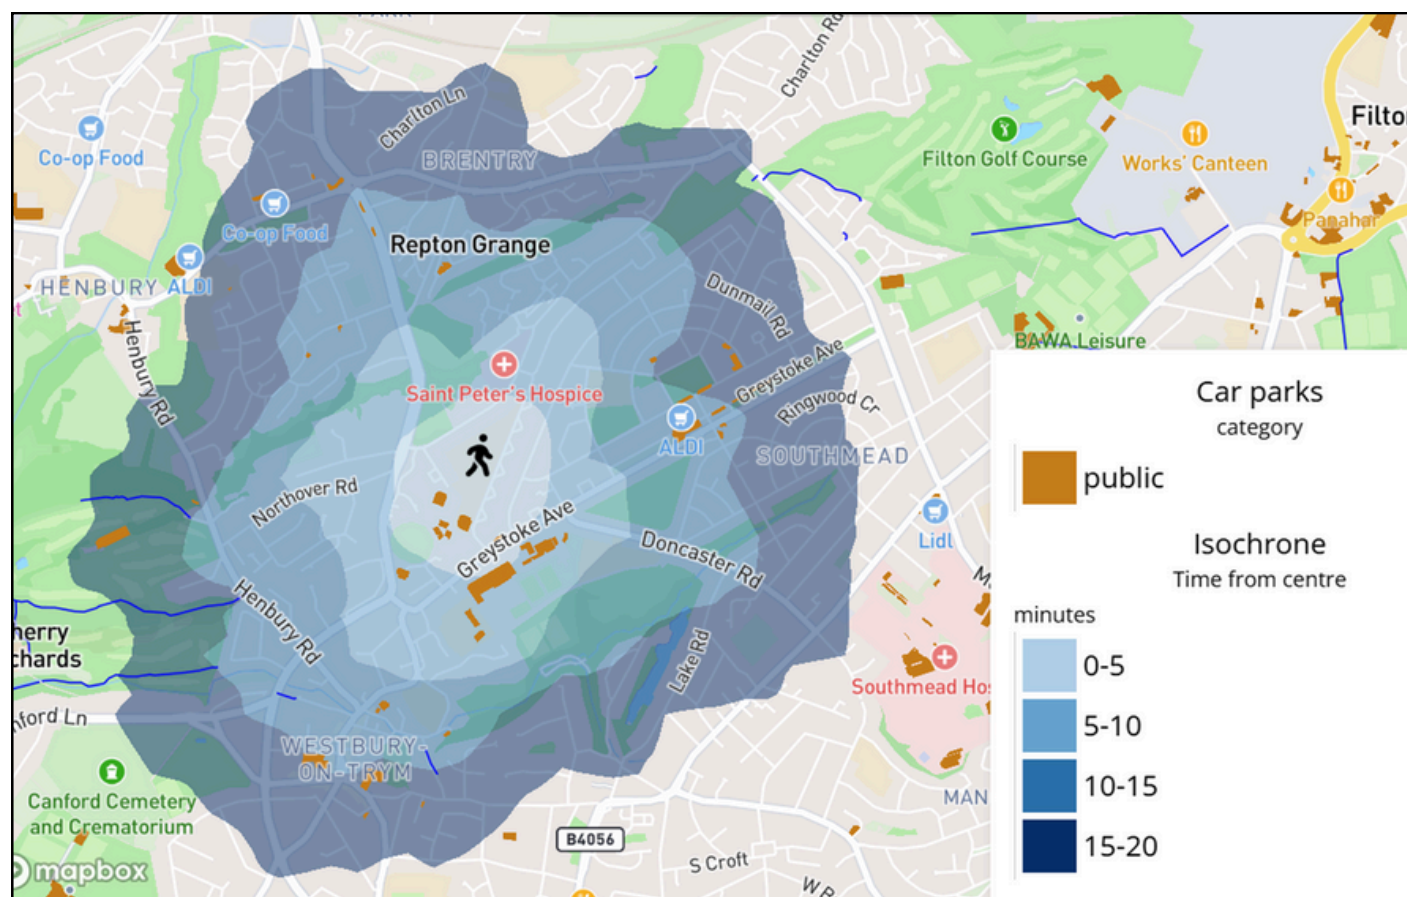 PARK
Charlton Rd
Charlton Ln
Co-op Food
BRENTRY
Filton Golf Course
Works' Canteen
Filto
Co-op Food
Repton Grange
Panahar
HENBURY
ALDI
et
Dunmail Rd
BAWA Leisure
Henbury Rd
Greystoke Ave
Saint Peter's Hospice
Ringwood Cr
ALDI
SOUTHMEAD
Northover Rd
Greystoke Ave
Lidl
Doncaster Rd
Henbury Rd
herry
chards
Lake Rd
Southmead Hos
nford Ln
WESTBURY-
ON-TRYM
Canford Cemetery
and Crematorium
MAN
B4056
S Croft
mapbox
Car parks
category
public
Isochrone
Time from centre
minutes
0-5
5-10
10-15
15-20